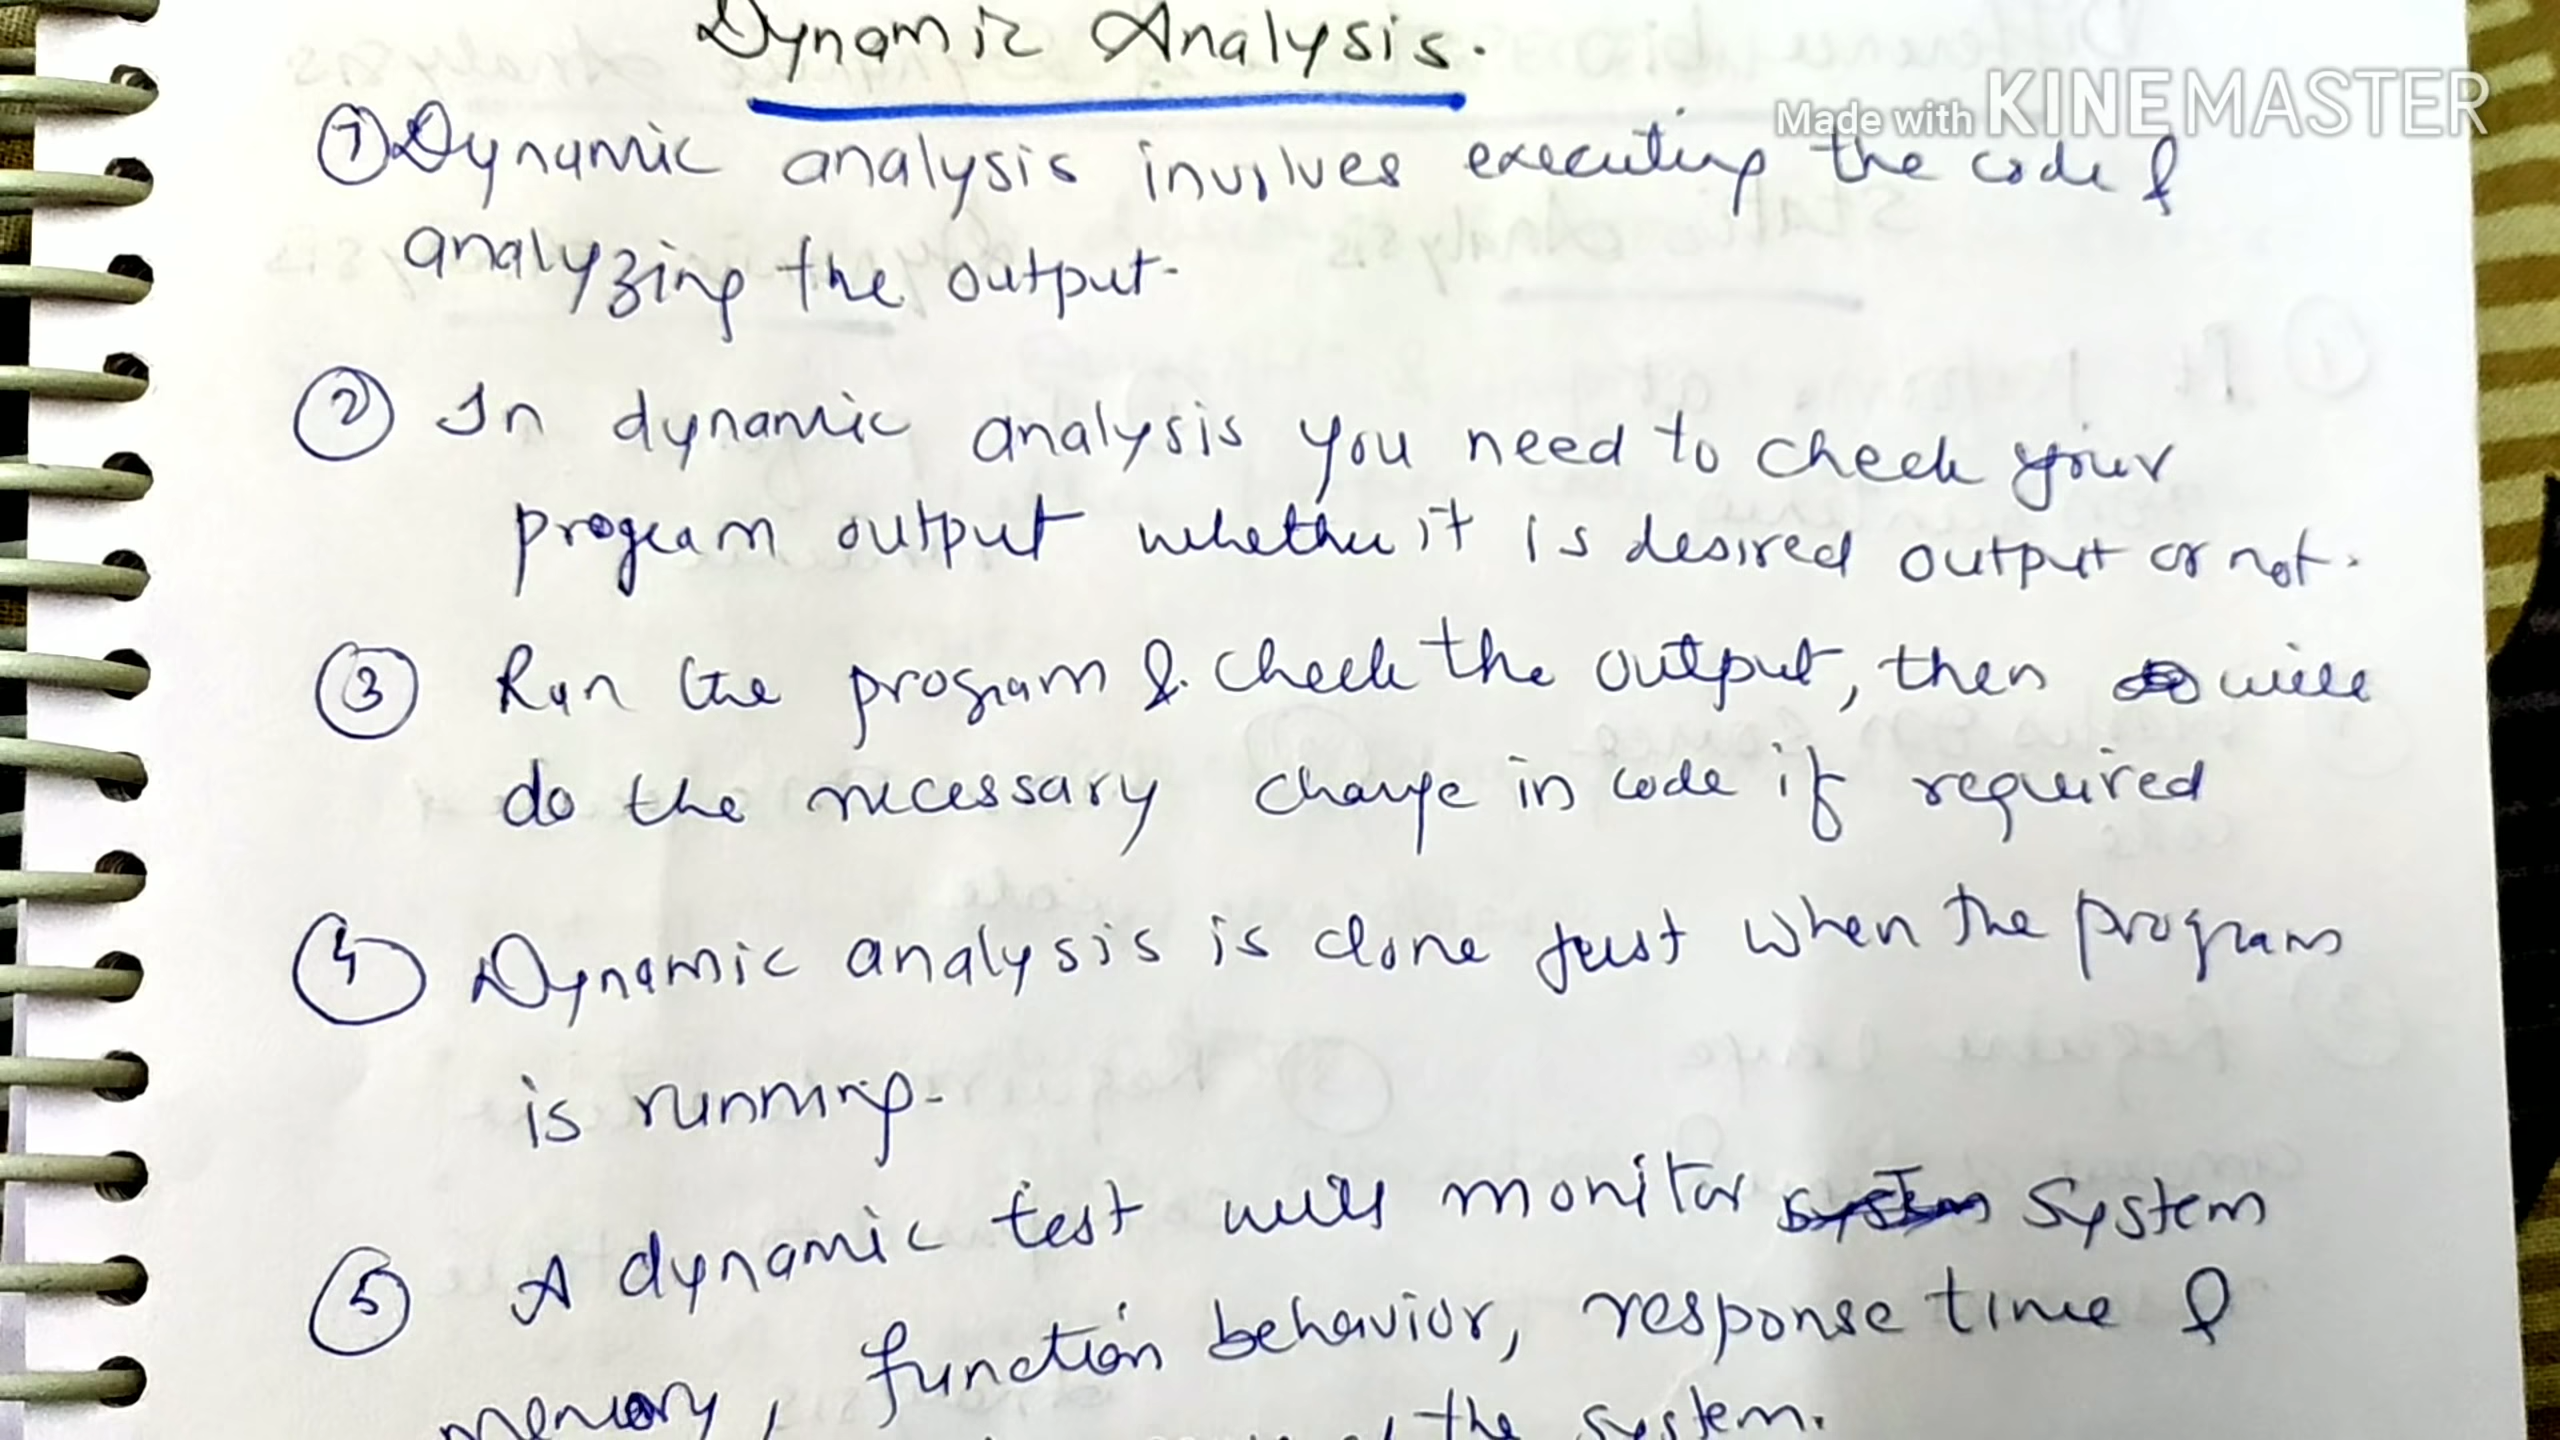 Dynamic Analysis.
Made with KINEMASTER
① Dynamic analysis involves executing the code &
analyzing the output.
② In dynamic analysis you need to check your
program output whether it is desired output or not.
③ Run the program & check the output, then will
do the necessary change in code if required
④ Dynamic analysis is done just when the program
is running.
⑤ A dynamic test will monitor system
memory, function behavior, response time &
the system.